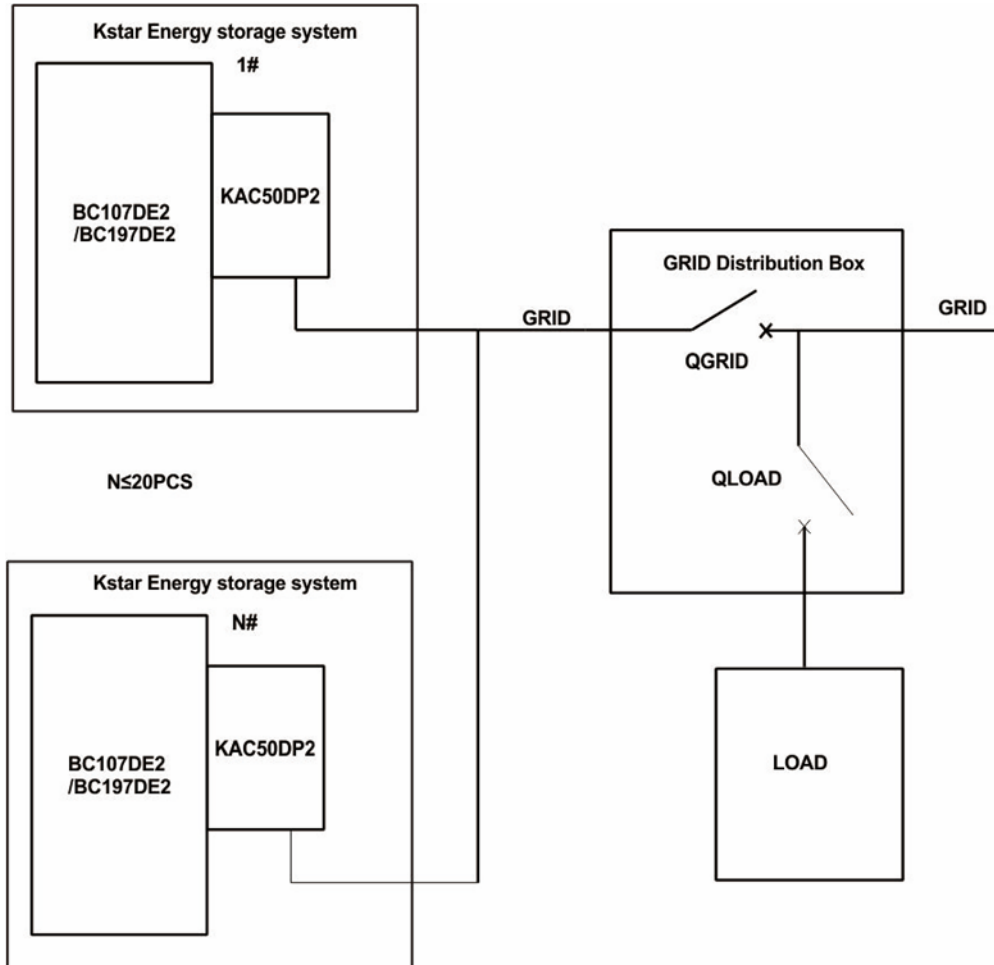 Kstar Energy storage system
1#
KAC50DP2
BC107DE2
/BC197DE2
GRID Distribution Box
GRID
GRID
QGRID
N≤20PCS
QLOAD
Kstar Energy storage system
N#
KAC50DP2
BC107DE2
/BC197DE2
LOAD